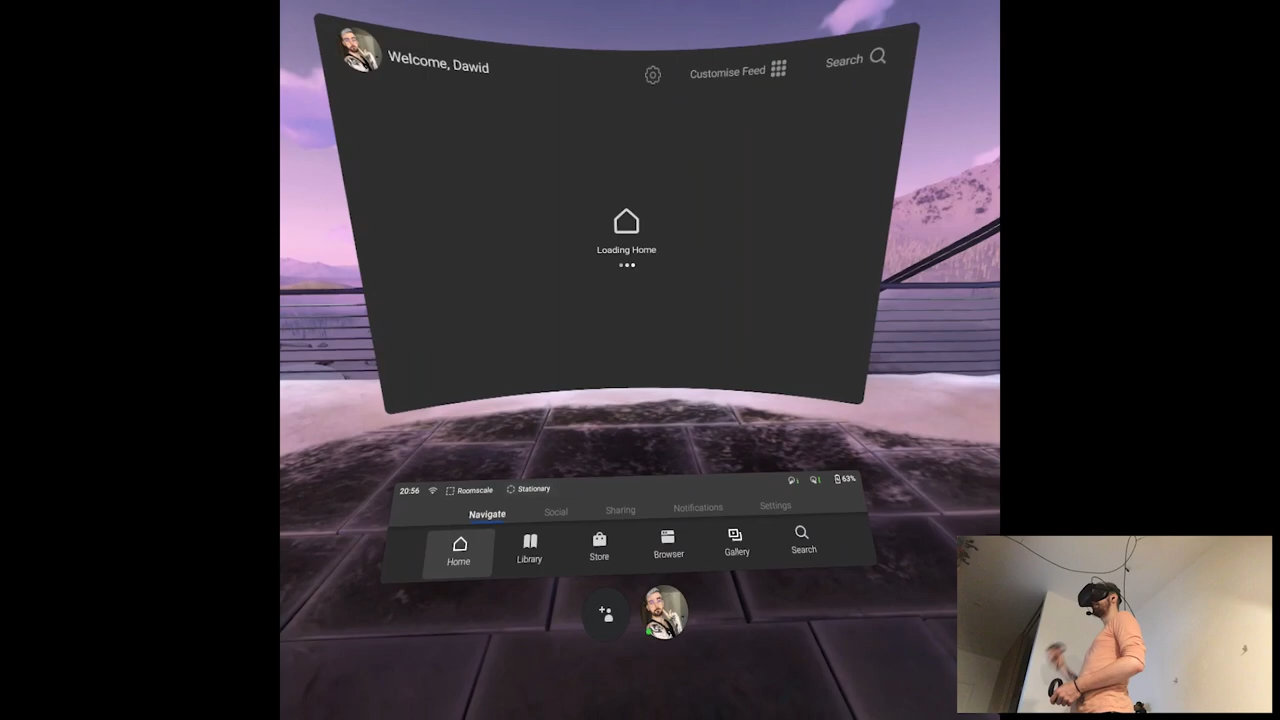 Welcome, Dawid
Customise Feed
Search
Loading Home
20:56 Roomscale Stationary 63%
Navigate Social Sharing Notifications Settings
Home Library Store Browser Gallery Search